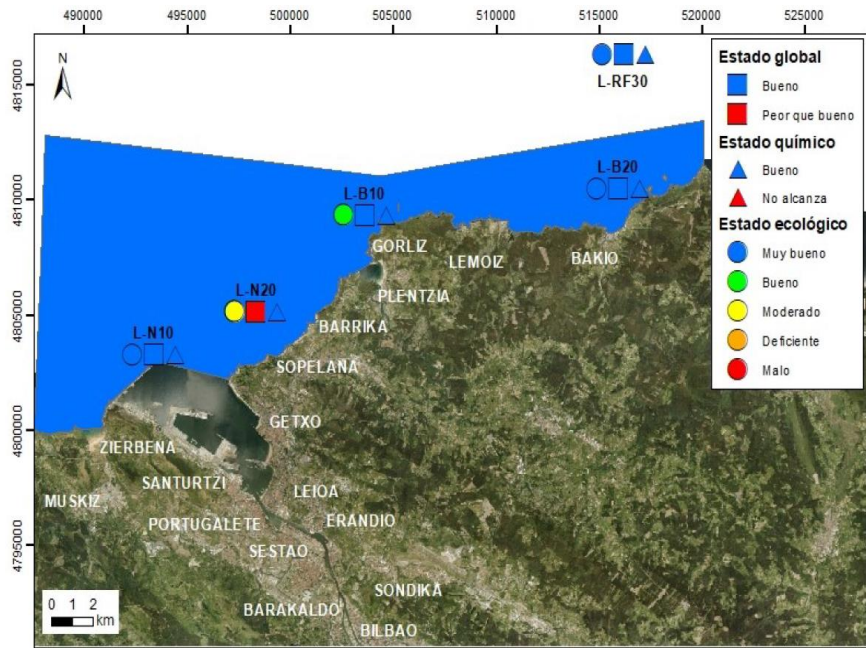 490000 495000 500000 505000 510000 515000 520000 525000
4815000
4810000
4805000
4800000
4795000
N
L-RF30
L-B20
L-B10
L-N20
L-N10
GORLIZ
LEMOIZ
BAKIO
PLENTZIA
BARRIKA
SOPELANA
GETXO
ZIERBENA
SANTURTZI
LEIOA
MUSKIZ
PORTUGALETE
ERANDIO
SESTAO
SONDIKA
BARAKALDO
BILBAO
0 1 2
km
Estado global
Bueno
Peor que bueno
Estado químico
Bueno
No alcanza
Estado ecológico
Muy bueno
Bueno
Moderado
Deficiente
Malo